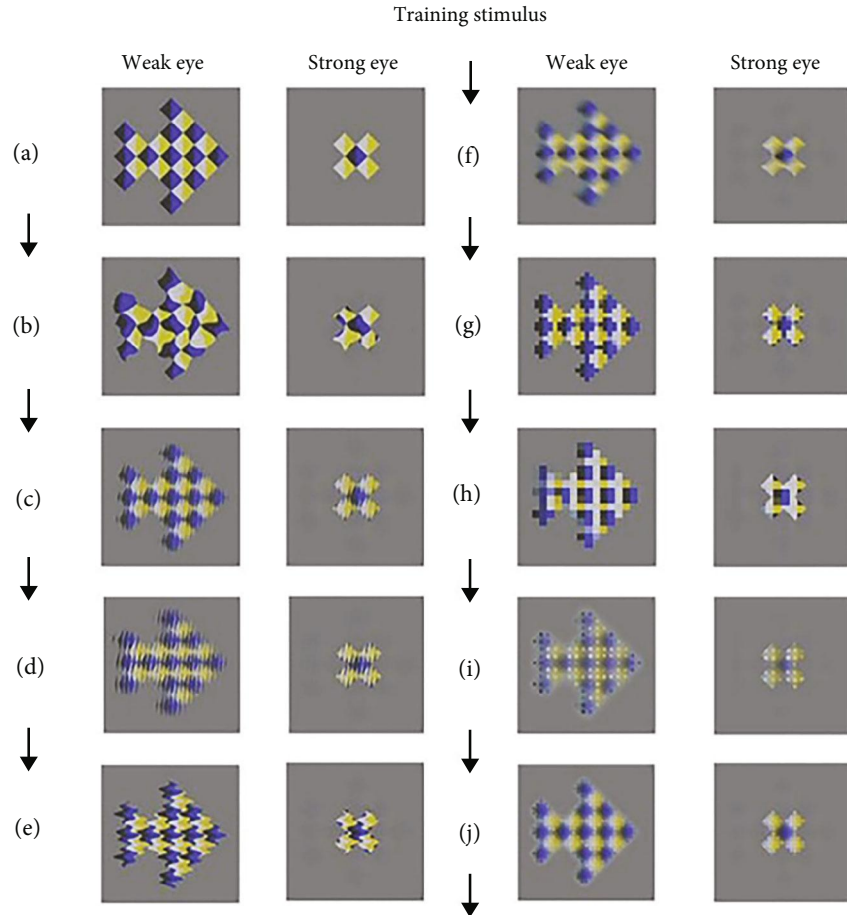 Training stimulus
Weak eye Strong eye Weak eye Strong eye
(a) (f)
(b) (g)
(c) (h)
(d) (i)
(e) (j)